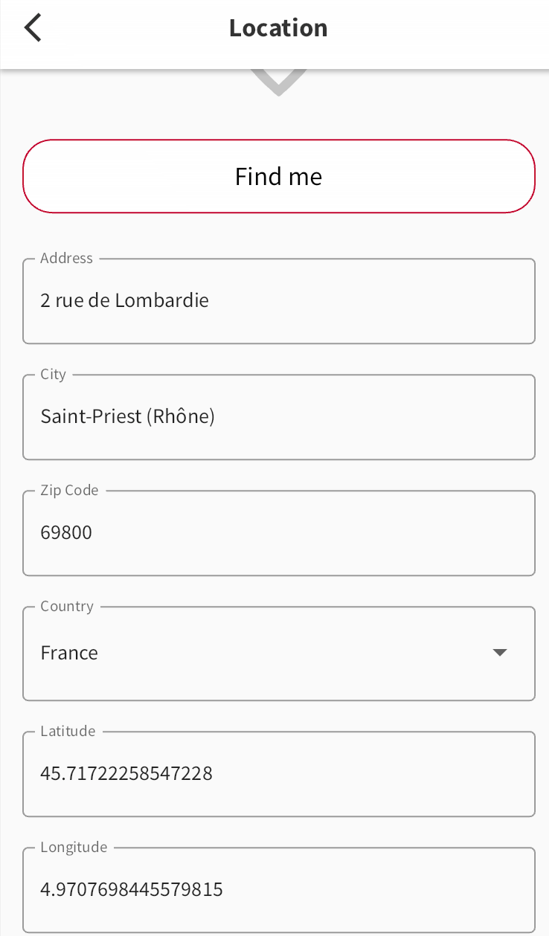 Location
Find me
Address
2 rue de Lombardie
City
Saint-Priest (Rhône)
Zip Code
69800
Country
France
Latitude
45.71722258547228
Longitude
4.9707698445579815